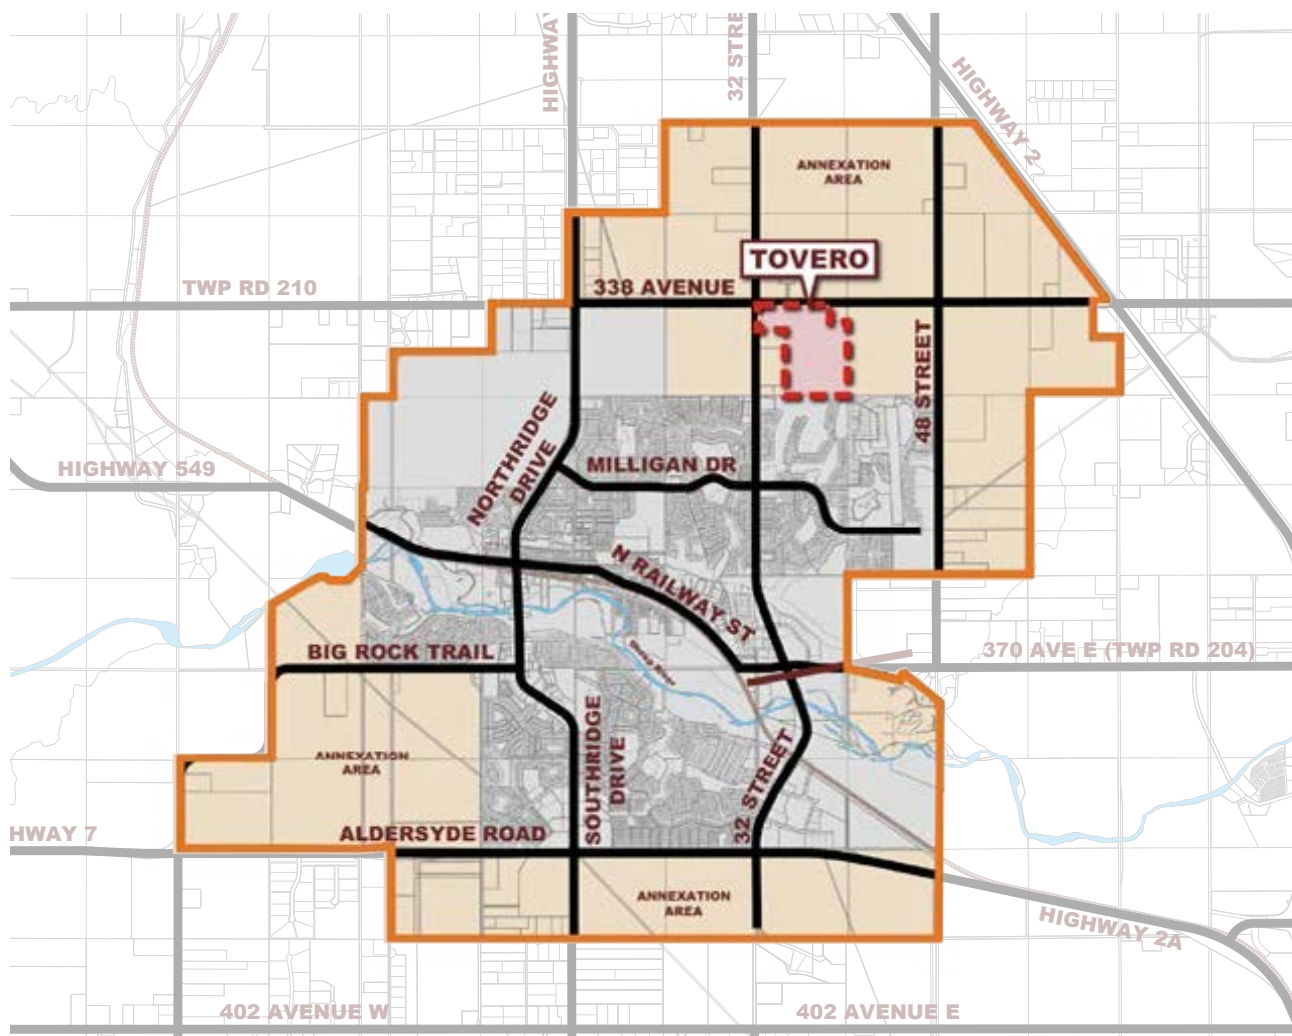 HIGHWA
32 STRE
HIGHWAY 2
ANNEXATION
AREA
TOVERO
TWP RD 210
338 AVENUE
48 STREET
NORTHRIDGE
DRIVE
HIGHWAY 549
MILLIGAN DR
N RAILWAY ST
BIG ROCK TRAIL
Sheep River
370 AVE E (TWP RD 204)
ANNEXATION
AREA
SOUTHRIDGE
DRIVE
32 STREET
HWAY 7
ALDERSYDE ROAD
ANNEXATION
AREA
HIGHWAY 2A
402 AVENUE W
402 AVENUE E